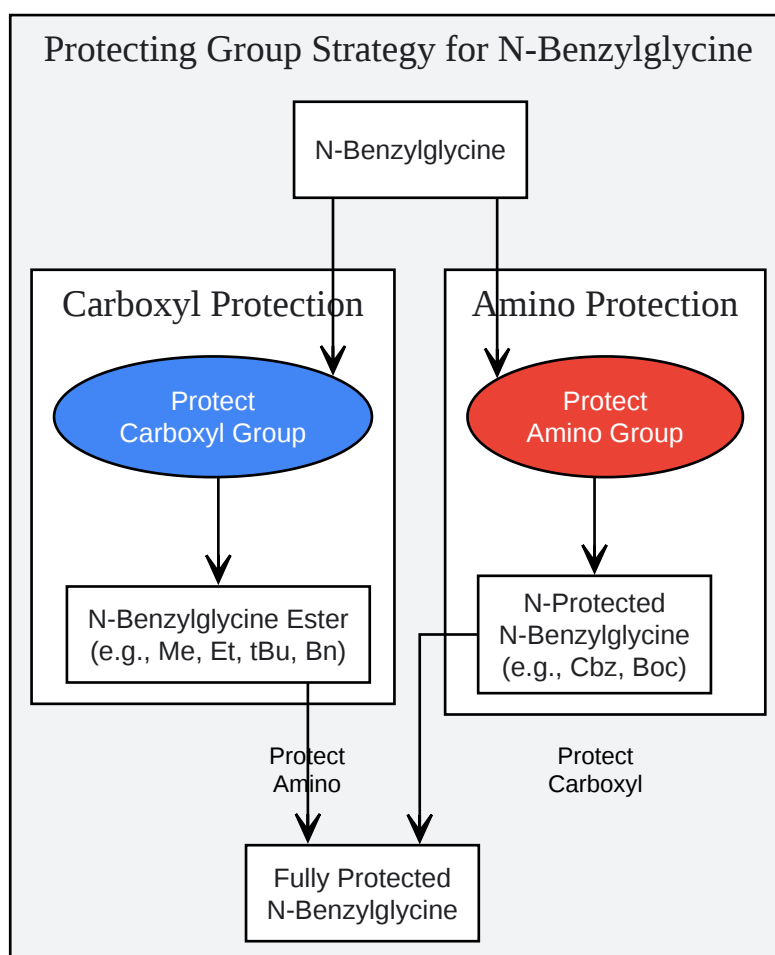 Protecting Group Strategy for N-Benzylglycine
N-Benzylglycine
Carboxyl Protection
Protect
Carboxyl Group
N-Benzylglycine Ester
(e.g., Me, Et, tBu, Bn)
Amino Protection
Protect
Amino Group
N-Protected
N-Benzylglycine
(e.g., Cbz, Boc)
Protect
Amino
Protect
Carboxyl
Fully Protected
N-Benzylglycine